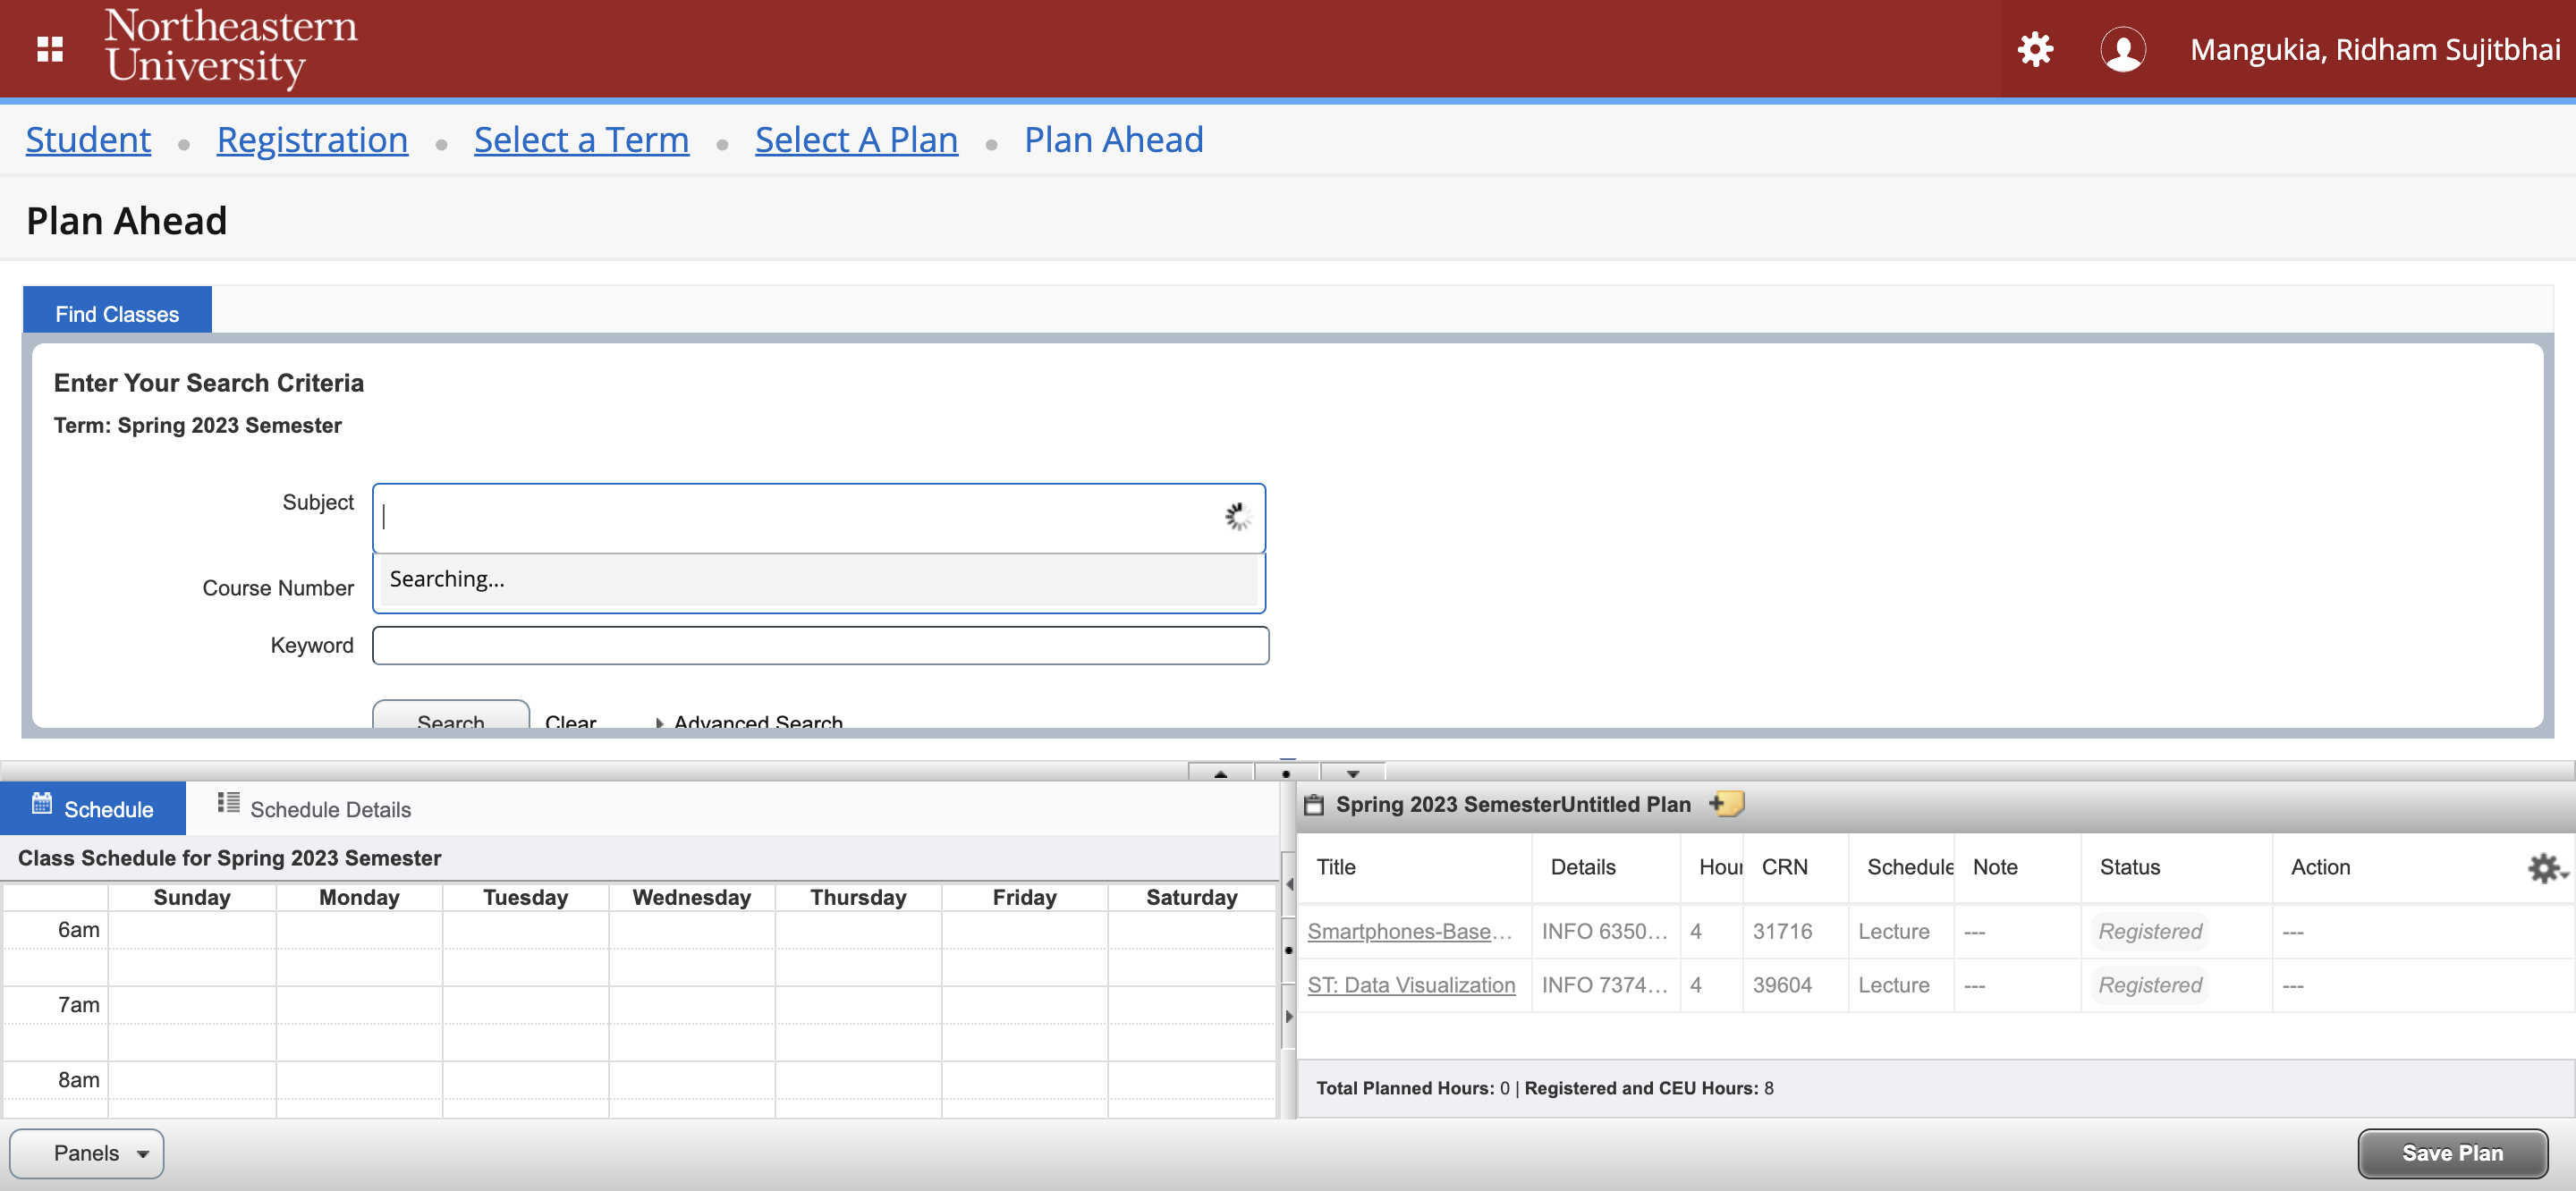 Northeastern
University
Mangukia, Ridham Sujitbhai
Student • Registration • Select a Term • Select A Plan • Plan Ahead
Plan Ahead
Find Classes
Enter Your Search Criteria
Term: Spring 2023 Semester
Subject
Searching...
Course Number
Keyword
Search Clear Advanced Search
Schedule Schedule Details
Class Schedule for Spring 2023 Semester
Sunday Monday Tuesday Wednesday Thursday Friday Saturday
6am
7am
8am
Spring 2023 SemesterUntitled Plan
Title Details Hour CRN Schedule Note Status Action
Smartphones-Base... INFO 6350... 4 31716 Lecture --- Registered ---
ST: Data Visualization INFO 7374... 4 39604 Lecture --- Registered ---
Total Planned Hours: 0 | Registered and CEU Hours: 8
Panels
Save Plan